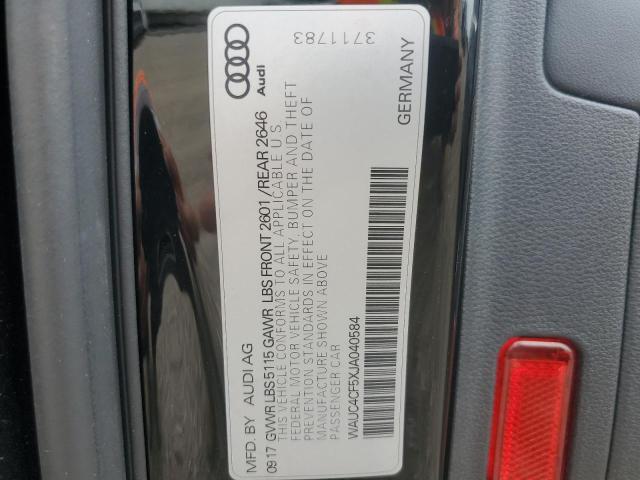 Audi
3711783
MFD. BY AUDI AG
GERMANY
0917 GVWR LBS 5115 GAWR LBS FRONT 2601 / REAR 2646
THIS VEHICLE CONFORMS TO ALL APPLICABLE U S
FEDERAL MOTOR VEHICLE SAFETY, BUMPER AND THEFT
PREVENTION STANDARDS IN EFFECT ON THE DATE OF
MANUFACTURE SHOWN ABOVE
PASSENGER CAR
WAUC4CF5XJA040584